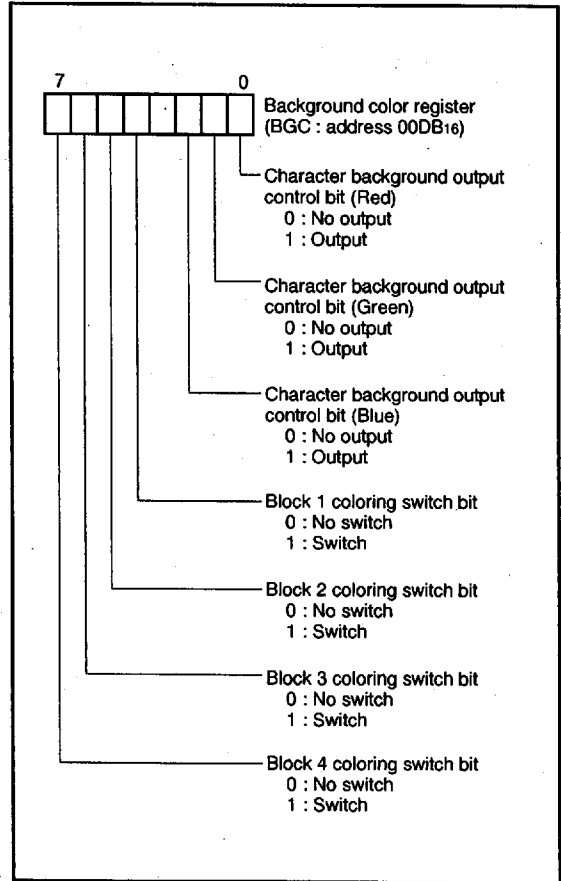 7 0
Background color register
(BGC : address 00DB16)
Character background output
control bit (Red)
0 : No output
1 : Output
Character background output
control bit (Green)
0 : No output
1 : Output
Character background output
control bit (Blue)
0 : No output
1 : Output
Block 1 coloring switch bit
0 : No switch
1 : Switch
Block 2 coloring switch bit
0 : No switch
1 : Switch
Block 3 coloring switch bit
0 : No switch
1 : Switch
Block 4 coloring switch bit
0 : No switch
1 : Switch